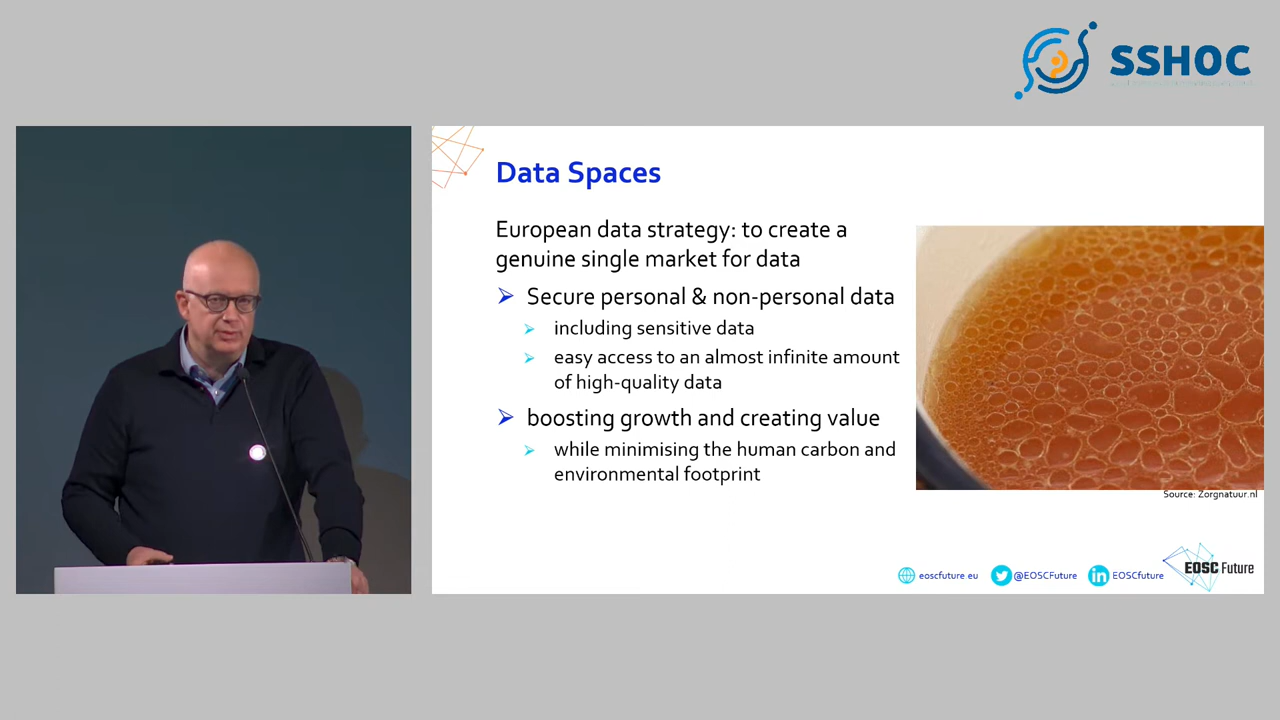 SSHOC
Data Spaces
European data strategy: to create a
genuine single market for data
Secure personal & non-personal data
including sensitive data
easy access to an almost infinite amount
of high-quality data
boosting growth and creating value
while minimising the human carbon and
environmental footprint
Source: Zorgnatuur.nl
eoscfuture.eu
@EOSCFuture
EOSCfuture
EOSC Future